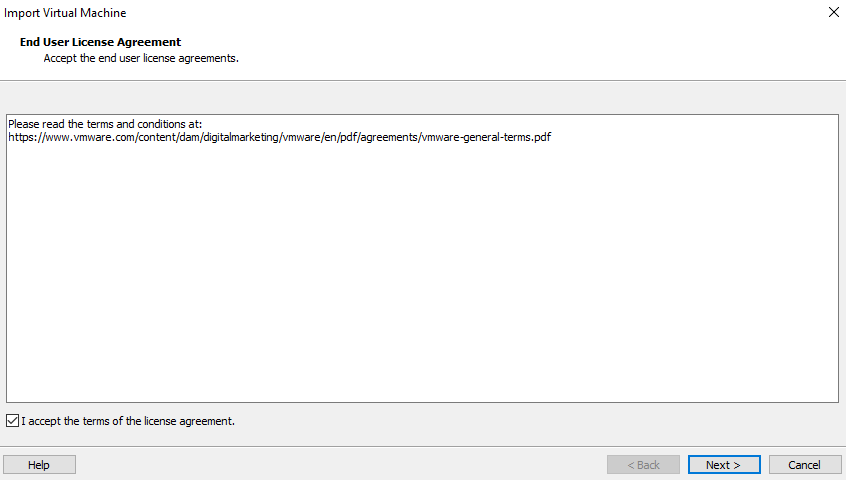 Import Virtual Machine
End User License Agreement
Accept the end user license agreements.
Please read the terms and conditions at:
https://www.vmware.com/content/dam/digitalmarketing/vmware/en/pdf/agreements/vmware-general-terms.pdf
I accept the terms of the license agreement.
Help
< Back
Next >
Cancel